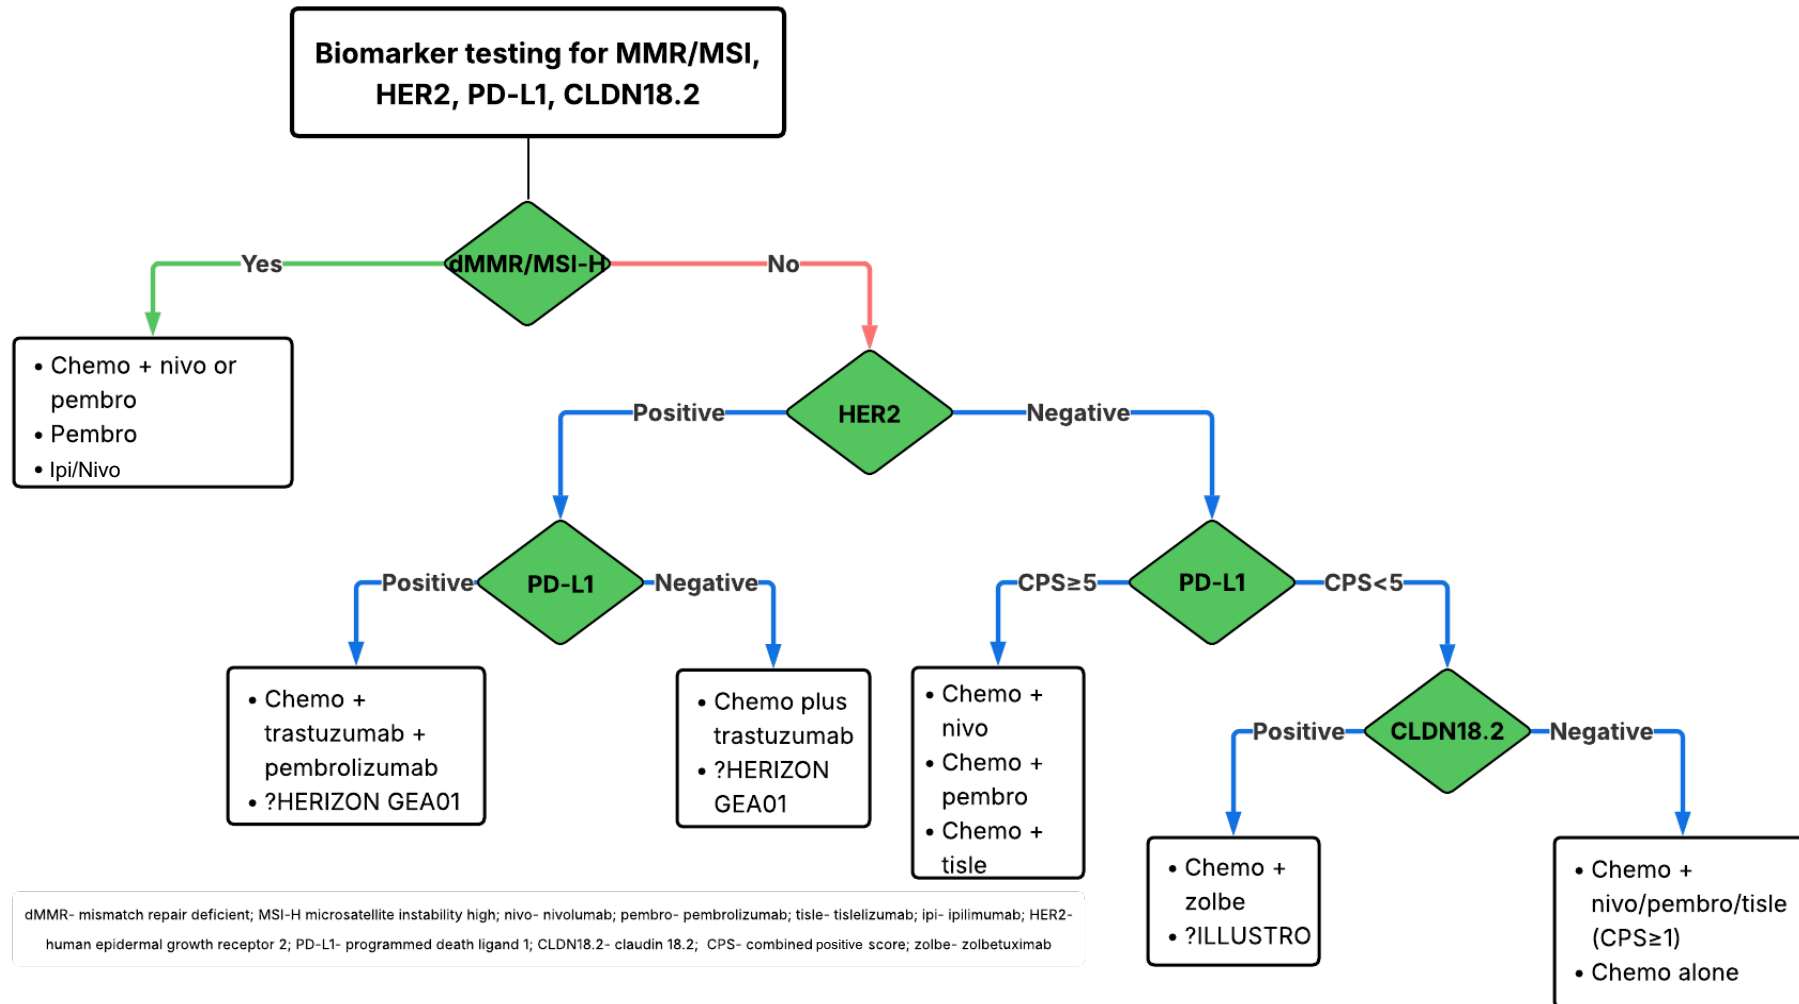 Biomarker testing for MMR/MSI,
HER2, PD-L1, CLDN18.2
dMMR/MSI-H
Yes
No
• Chemo + nivo or
pembro
• Pembro
• Ipi/Nivo
HER2
Positive
Negative
PD-L1
Positive
Negative
PD-L1
CPS≥5
CPS<5
• Chemo +
trastuzumab +
pembrolizumab
• ?HERIZON GEA01
• Chemo plus
trastuzumab
• ?HERIZON
GEA01
• Chemo +
nivo
• Chemo +
pembro
• Chemo +
tisle
CLDN18.2
Positive
Negative
• Chemo +
zolbe
• ?ILLUSTRO
• Chemo +
nivo/pembro/tisle
(CPS≥1)
• Chemo alone
dMMR- mismatch repair deficient; MSI-H microsatellite instability high; nivo- nivolumab; pembro- pembrolizumab; tisle- tislelizumab; ipi- ipilimumab; HER2-
human epidermal growth receptor 2; PD-L1- programmed death ligand 1; CLDN18.2- claudin 18.2; CPS- combined positive score; zolbe- zolbetuximab